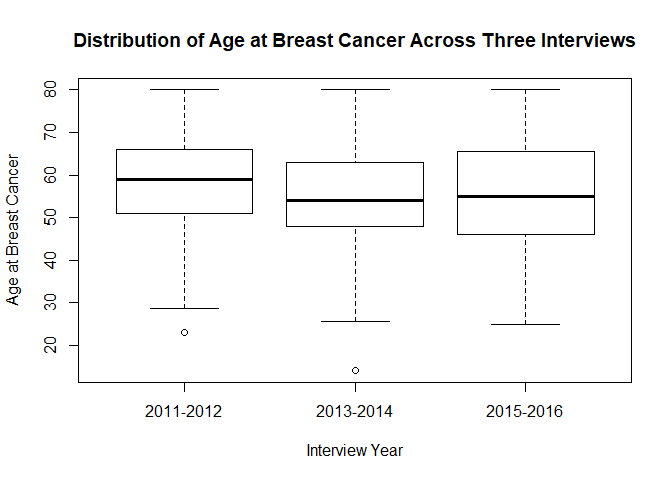 Distribution of Age at Breast Cancer Across Three Interviews
Age at Breast Cancer
80
70
60
50
40
30
20
2011-2012 2013-2014 2015-2016
Interview Year